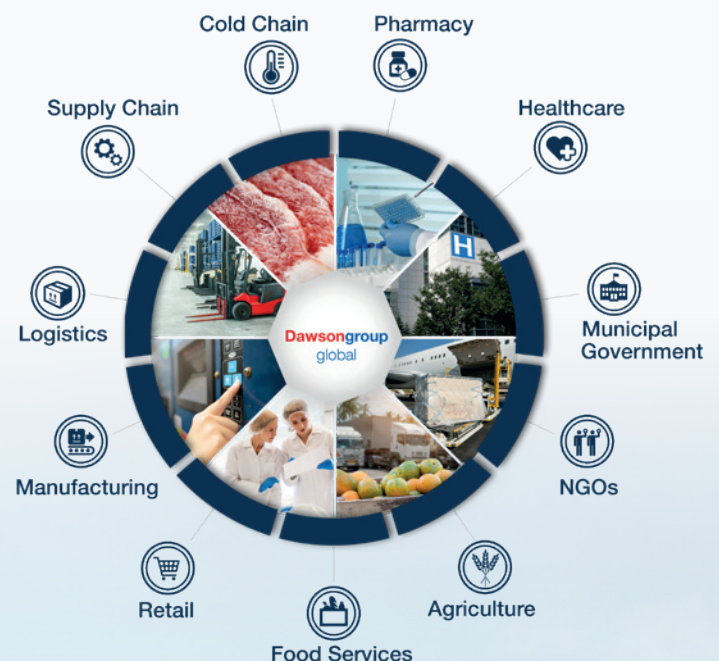 Cold Chain
Pharmacy
Supply Chain
Healthcare
H
Logistics
Dawsongroup
global
Municipal
Government
Manufacturing
NGOs
Retail
Agriculture
Food Services